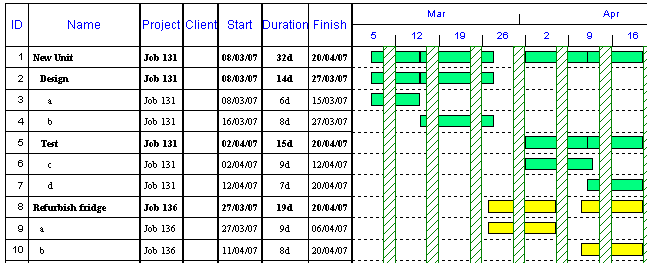 Mar Apr
ID Name Project Client Start Duration Finish
5 12 19 26 2 9 16
1 New Unit Job 131 08/03/07 32d 20/04/07
2 Design Job 131 08/03/07 14d 27/03/07
3 a Job 131 08/03/07 6d 15/03/07
4 b Job 131 16/03/07 8d 27/03/07
5 Test Job 131 02/04/07 15d 20/04/07
6 c Job 131 02/04/07 9d 12/04/07
7 d Job 131 12/04/07 7d 20/04/07
8 Refurbish fridge Job 136 27/03/07 19d 20/04/07
9 a Job 136 27/03/07 9d 06/04/07
10 b Job 136 11/04/07 8d 20/04/07